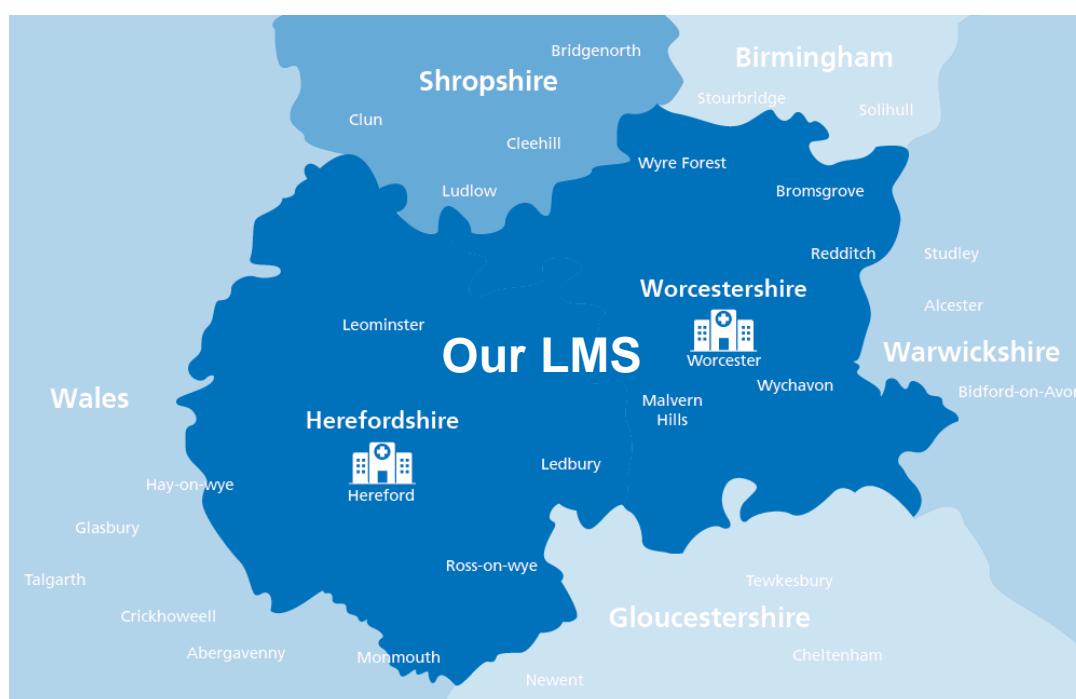 Bridgenorth
Birmingham
Shropshire
Stourbridge
Solihull
Clun
Cleehill
Wyre Forest
Ludlow
Bromsgrove
Redditch
Studley
Worcestershire
Alcester
Leominster
Our LMS
Worcester
Warwickshire
Wychavon
Bidford-on-Avon
Wales
Malvern
Hills
Herefordshire
Ledbury
Hay-on-wye
Hereford
Glasbury
Ross-on-wye
Talgarth
Tewkesbury
Crickhoweell
Gloucestershire
Abergavenny
Monmouth
Cheltenham
Newent